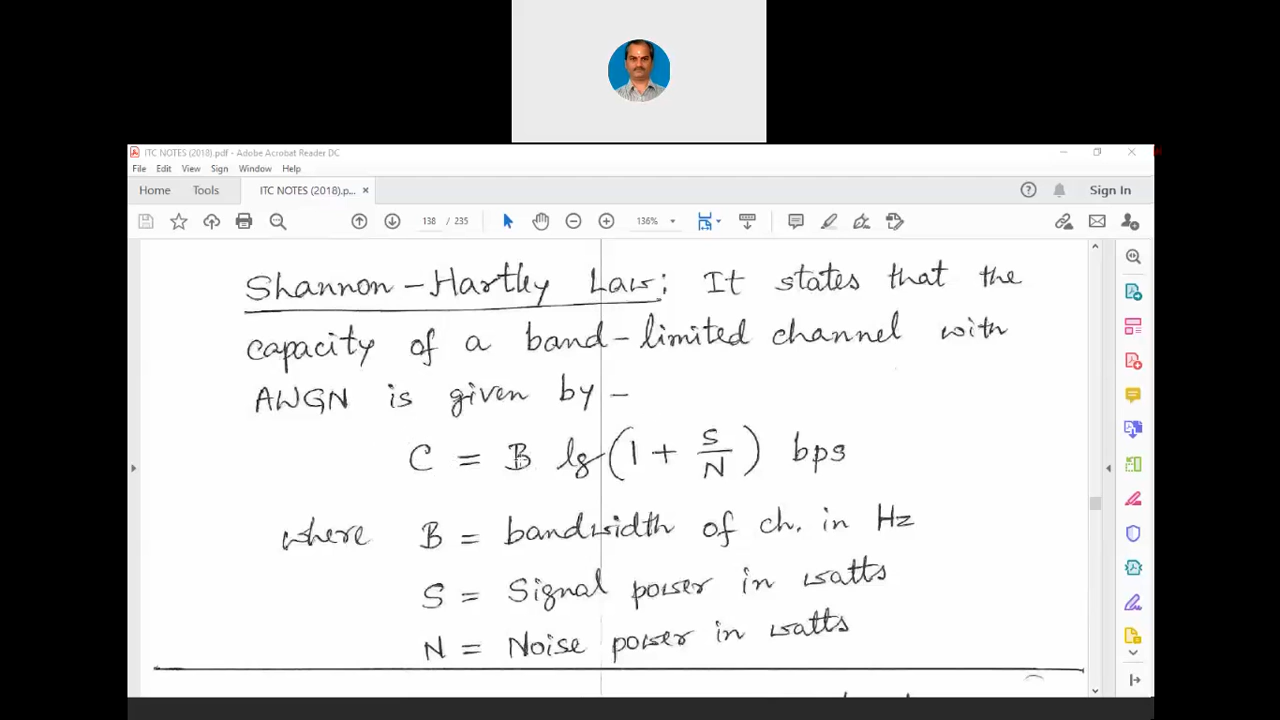 ITC NOTES (2018).pdf - Adobe Acrobat Reader DC
File Edit View Sign Window Help
Home Tools ITC NOTES (2018).p... × Sign In
138 / 235 136%
Shannon-Hartley Law: It states that the
capacity of a band-limited channel with
AWGN is given by -
C = B lg(1 + S/N) bps
where B = bandwidth of ch. in Hz
S = Signal power in watts
N = Noise power in watts